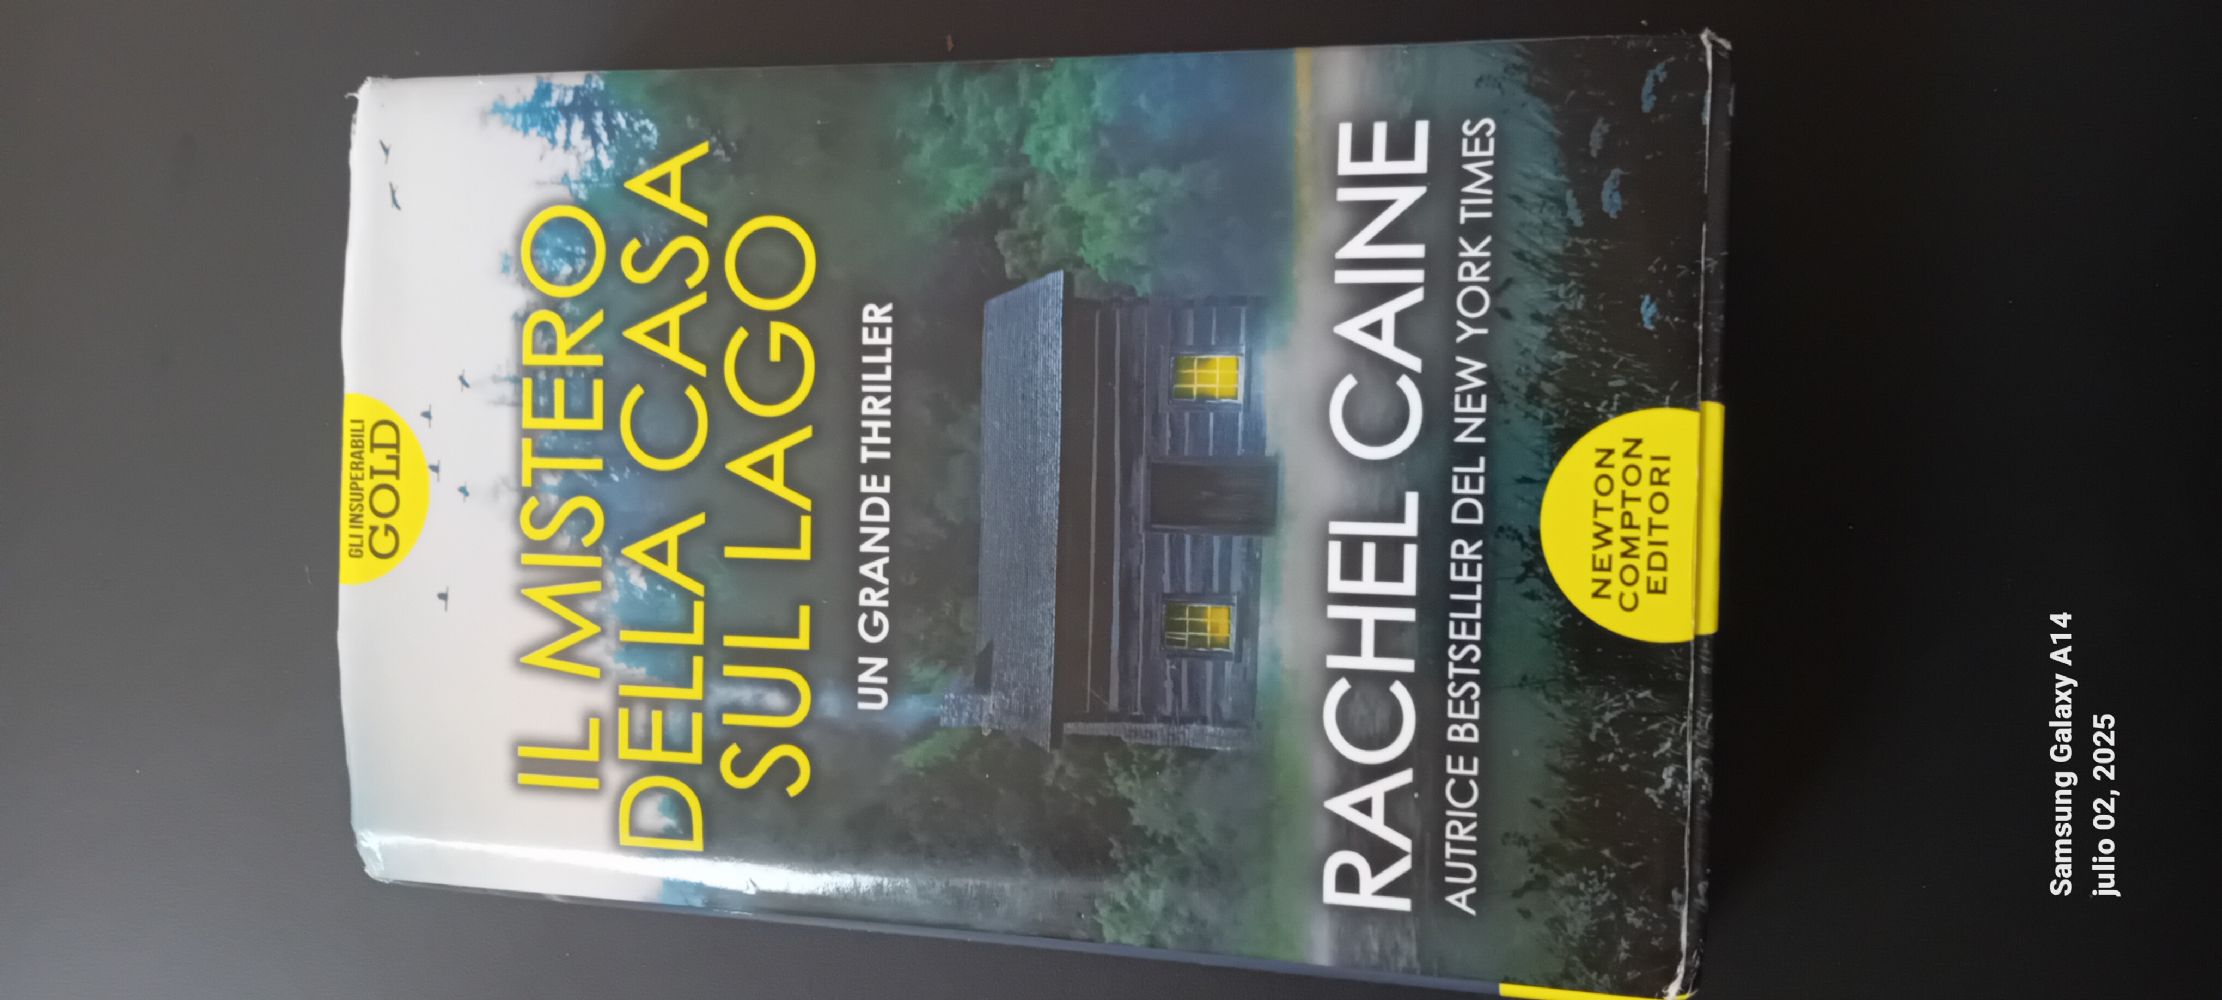 GLI INSUPERABILI
GOLD
IL MISTERO
DELLA CASA
SUL LAGO
UN GRANDE THRILLER
RACHEL CAINE
AUTRICE BESTSELLER DEL NEW YORK TIMES
NEWTON
COMPTON
EDITORI
Samsung Galaxy A14
julio 02, 2025